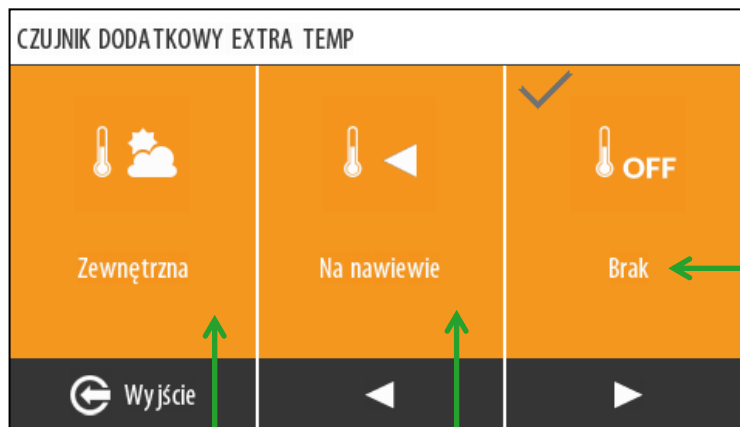 CZUJNIK DODATKOWY EXTRA TEMP
OFF
Zewnętrzna
Na nawiewie
Brak
Wyjście